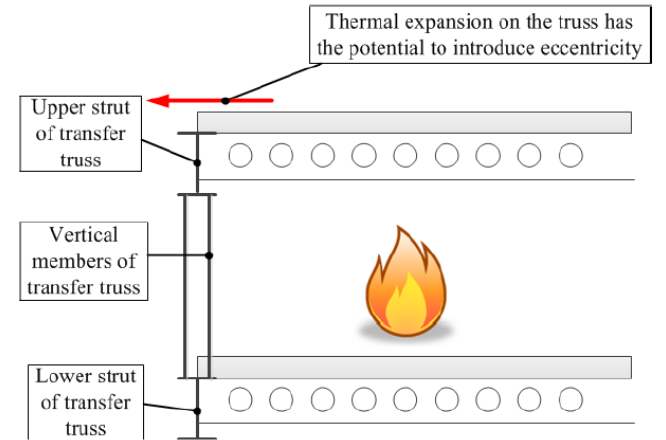 Thermal expansion on the truss has
the potential to introduce eccentricity
Upper strut
of transfer
truss
Vertical
members of
transfer truss
Lower strut
of transfer
truss